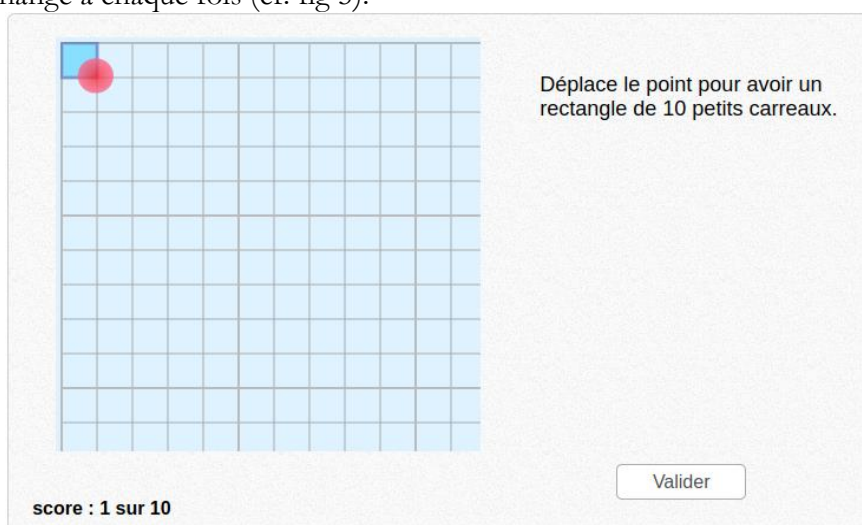 à chaque fois (cf. fig 3).
Déplace le point pour avoir un
rectangle de 10 petits carreaux.
Valider
score : 1 sur 10